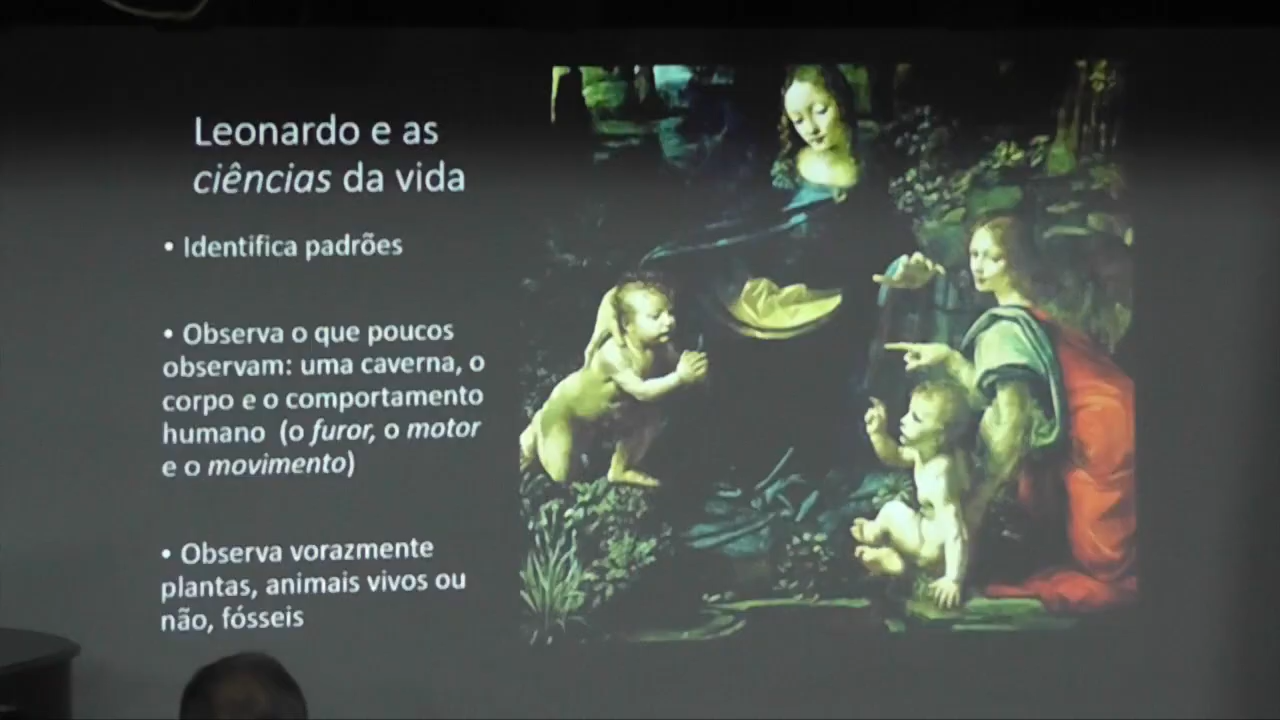 Leonardo e as
ciências da vida
• Identifica padrões
• Observa o que poucos
observam: uma caverna, o
corpo e o comportamento
humano (o furor, o motor
e o movimento)
• Observa vorazmente
plantas, animais vivos ou
não, fósseis